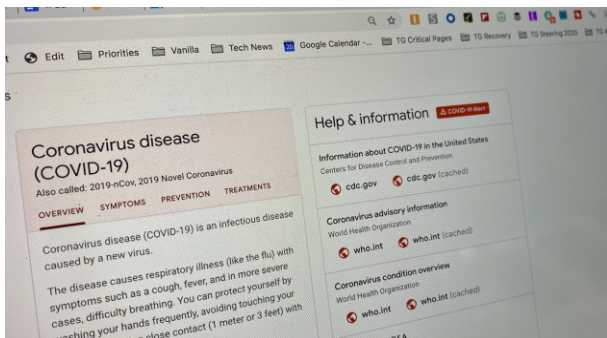 Edit Priorities Vanilla Tech News 20 Google Calendar -... TG Critical Pages TG Recovery TG Steering 2020
Coronavirus disease
(COVID-19)
Also called: 2019-nCov, 2019 Novel Coronavirus
OVERVIEW SYMPTOMS PREVENTION TREATMENTS
Coronavirus disease (COVID-19) is an infectious disease
caused by a new virus.
The disease causes respiratory illness (like the flu) with
symptoms such as a cough, fever, and in more severe
cases, difficulty breathing. You can protect yourself by
washing your hands frequently, avoiding touching your
close contact (1 meter or 3 feet) with
Help & information COVID-19 Alert
Information about COVID-19 in the United States
Centers for Disease Control and Prevention
cdc.gov cdc.gov (cached)
Coronavirus advisory information
World Health Organization
who.int who.int (cached)
Coronavirus condition overview
World Health Organization
who.int who.int (cached)